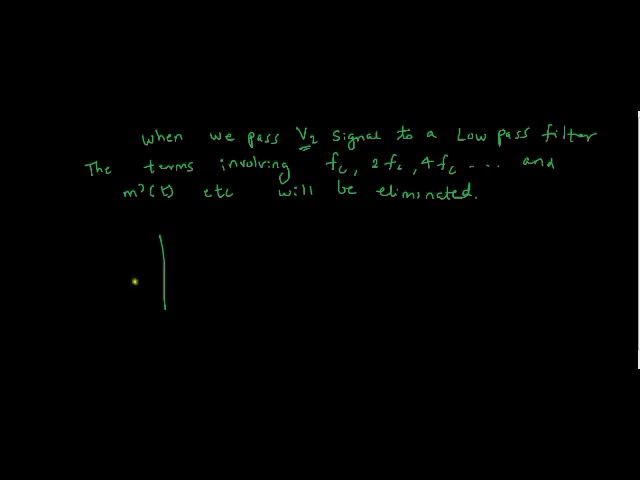 when we pass V₂ signal to a Low pass filter
The terms involving fc, 2fc, 4fc ... and
m²(t) etc will be eliminated.